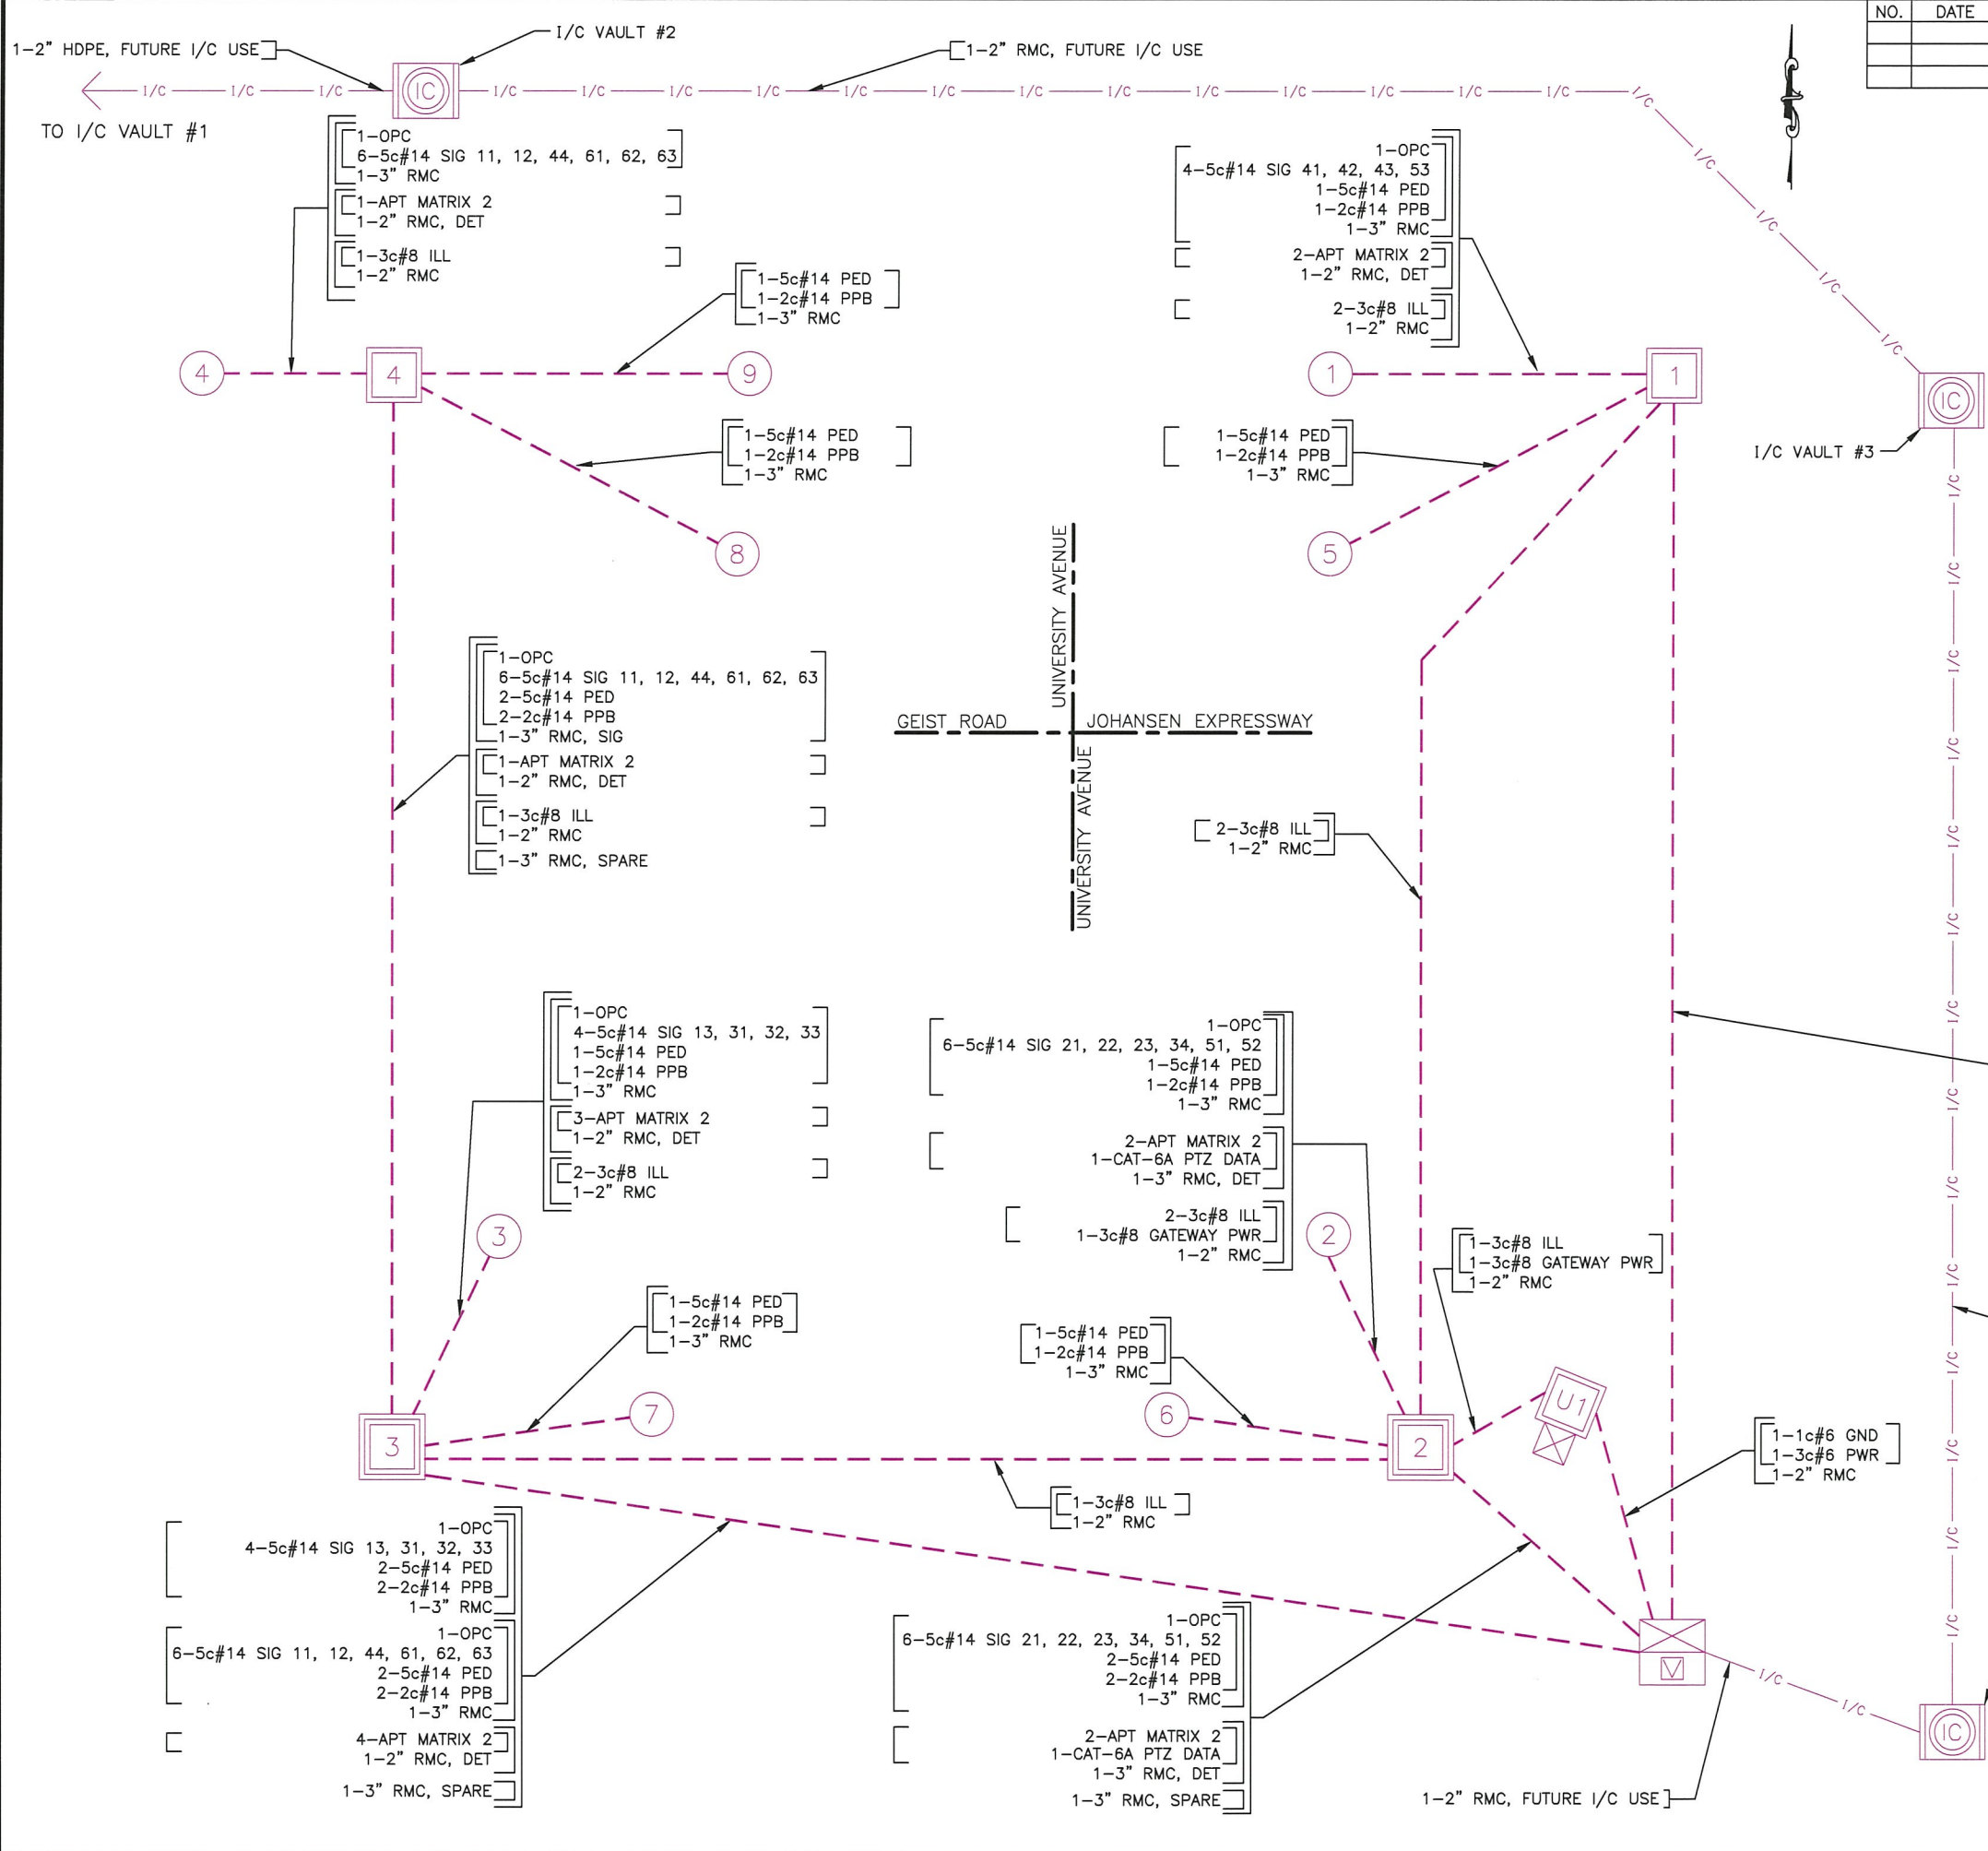 NO. DATE
1-2" HDPE, FUTURE I/C USE
I/C VAULT #2
1-2" RMC, FUTURE I/C USE
I/C I/C I/C IC I/C I/C I/C I/C I/C I/C I/C I/C I/C I/C I/C I/C I/C
TO I/C VAULT #1
1-OPC
6-5c#14 SIG 11, 12, 44, 61, 62, 63
1-3" RMC
1-APT MATRIX 2
1-2" RMC, DET
1-3c#8 ILL
1-2" RMC
1-OPC
4-5c#14 SIG 41, 42, 43, 53
1-5c#14 PED
1-2c#14 PPB
1-3" RMC
2-APT MATRIX 2
1-2" RMC, DET
2-3c#8 ILL
1-2" RMC
I/C
I/C
I/C
I/C
1-5c#14 PED
1-2c#14 PPB
1-3" RMC
4 4 9 1 1
IC
I/C VAULT #3
1-5c#14 PED
1-2c#14 PPB
1-3" RMC
8
1-5c#14 PED
1-2c#14 PPB
1-3" RMC
5
UNIVERSITY AVENUE
GEIST ROAD JOHANSEN EXPRESSWAY
UNIVERSITY AVENUE
1-OPC
6-5c#14 SIG 11, 12, 44, 61, 62, 63
2-5c#14 PED
2-2c#14 PPB
1-3" RMC, SIG
1-APT MATRIX 2
1-2" RMC, DET
1-3c#8 ILL
1-2" RMC
1-3" RMC, SPARE
2-3c#8 ILL
1-2" RMC
I/C
I/C
I/C
I/C
I/C
I/C
I/C
I/C
I/C
I/C
I/C
I/C
I/C
I/C
1-OPC
4-5c#14 SIG 13, 31, 32, 33
1-5c#14 PED
1-2c#14 PPB
1-3" RMC
3-APT MATRIX 2
1-2" RMC, DET
2-3c#8 ILL
1-2" RMC
1-OPC
6-5c#14 SIG 21, 22, 23, 34, 51, 52
1-5c#14 PED
1-2c#14 PPB
1-3" RMC
2-APT MATRIX 2
1-CAT-6A PTZ DATA
1-3" RMC, DET
2-3c#8 ILL
1-3c#8 GATEWAY PWR
1-2" RMC
3
2
1-3c#8 ILL
1-3c#8 GATEWAY PWR
1-2" RMC
1-5c#14 PED
1-2c#14 PPB
1-3" RMC
1-5c#14 PED
1-2c#14 PPB
1-3" RMC
U1
3 7 6 2
1-1c#6 GND
1-3c#6 PWR
1-2" RMC
1-3c#8 ILL
1-2" RMC
1-OPC
4-5c#14 SIG 13, 31, 32, 33
2-5c#14 PED
2-2c#14 PPB
1-3" RMC
1-OPC
6-5c#14 SIG 11, 12, 44, 61, 62, 63
2-5c#14 PED
2-2c#14 PPB
1-3" RMC
4-APT MATRIX 2
1-2" RMC, DET
1-3" RMC, SPARE
1-OPC
6-5c#14 SIG 21, 22, 23, 34, 51, 52
2-5c#14 PED
2-2c#14 PPB
1-3" RMC
2-APT MATRIX 2
1-CAT-6A PTZ DATA
1-3" RMC, DET
1-3" RMC, SPARE
V
I/C I/C
IC
1-2" RMC, FUTURE I/C USE